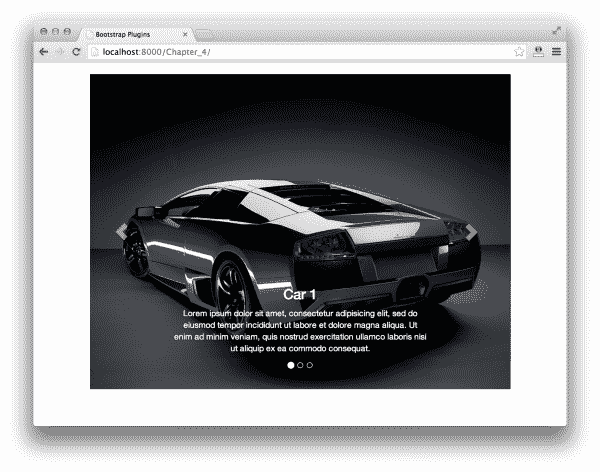 Bootstrap Plugins
localhost:8000/Chapter_4/
Car 1
Lorem ipsum dolor sit amet, consectetur adipisicing elit, sed do
eiusmod tempor incididunt ut labore et dolore magna aliqua. Ut
enim ad minim veniam, quis nostrud exercitation ullamco laboris nisi
ut aliquip ex ea commodo consequat.